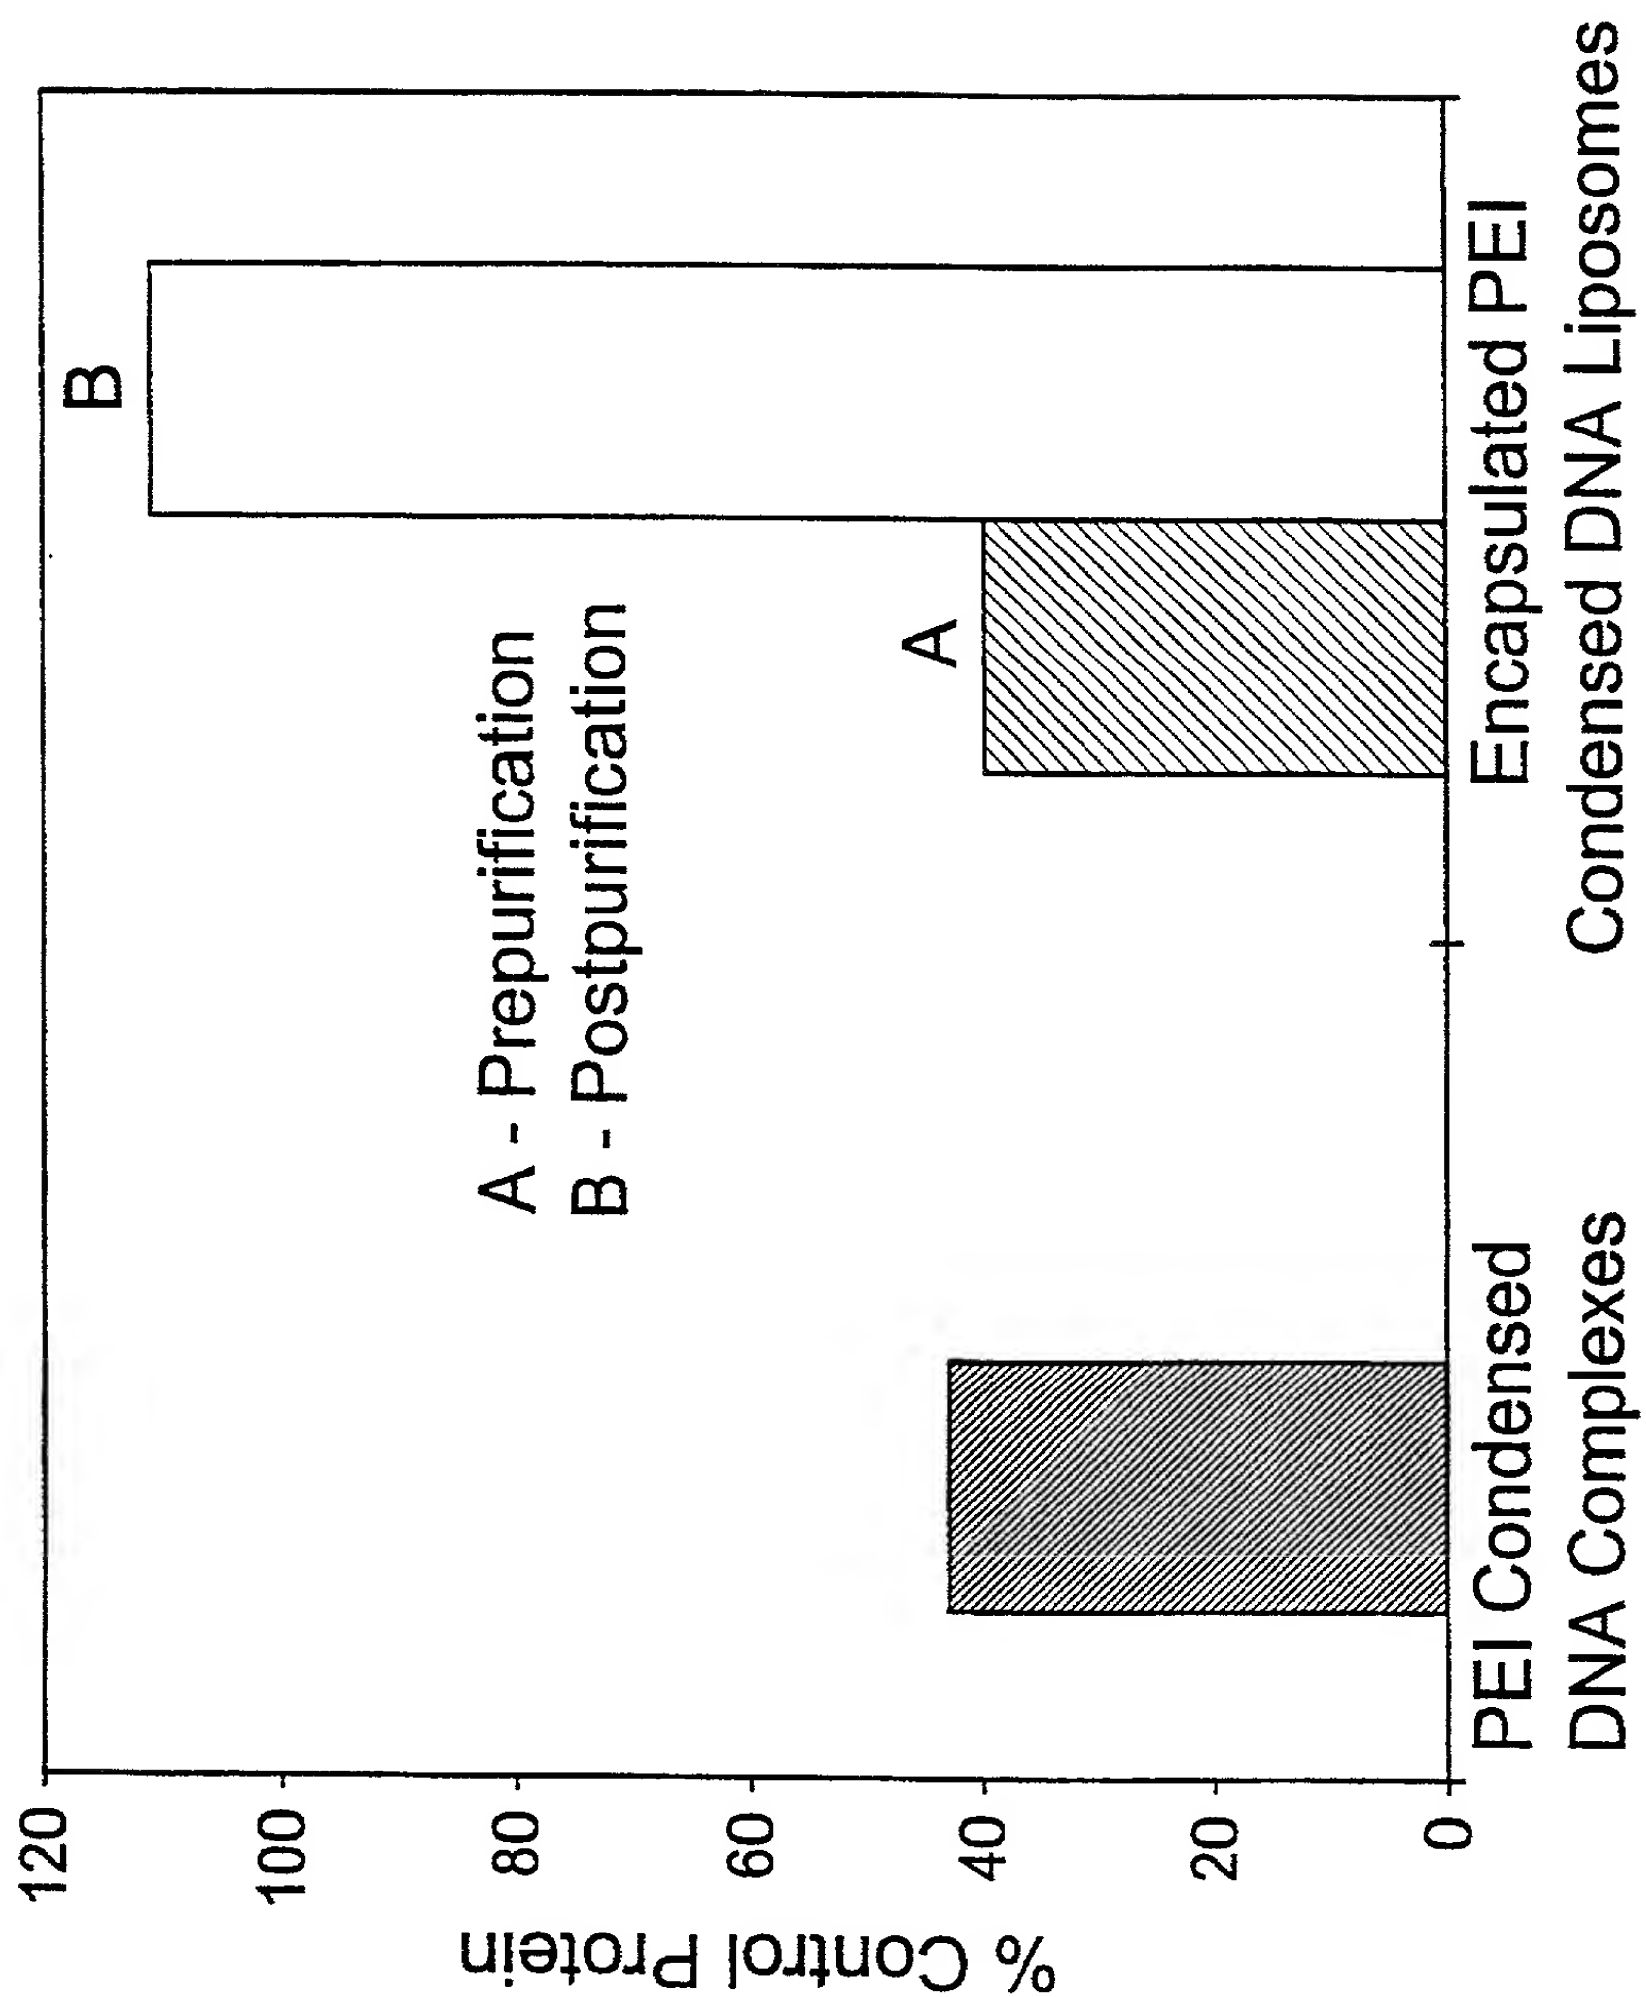 % Control Protein
120
100
80
60
40
20
0
B
A
A - Prepurification
B - Postpurification
PEI Condensed
DNA Complexes
Encapsulated PEI
Condensed DNA Liposomes